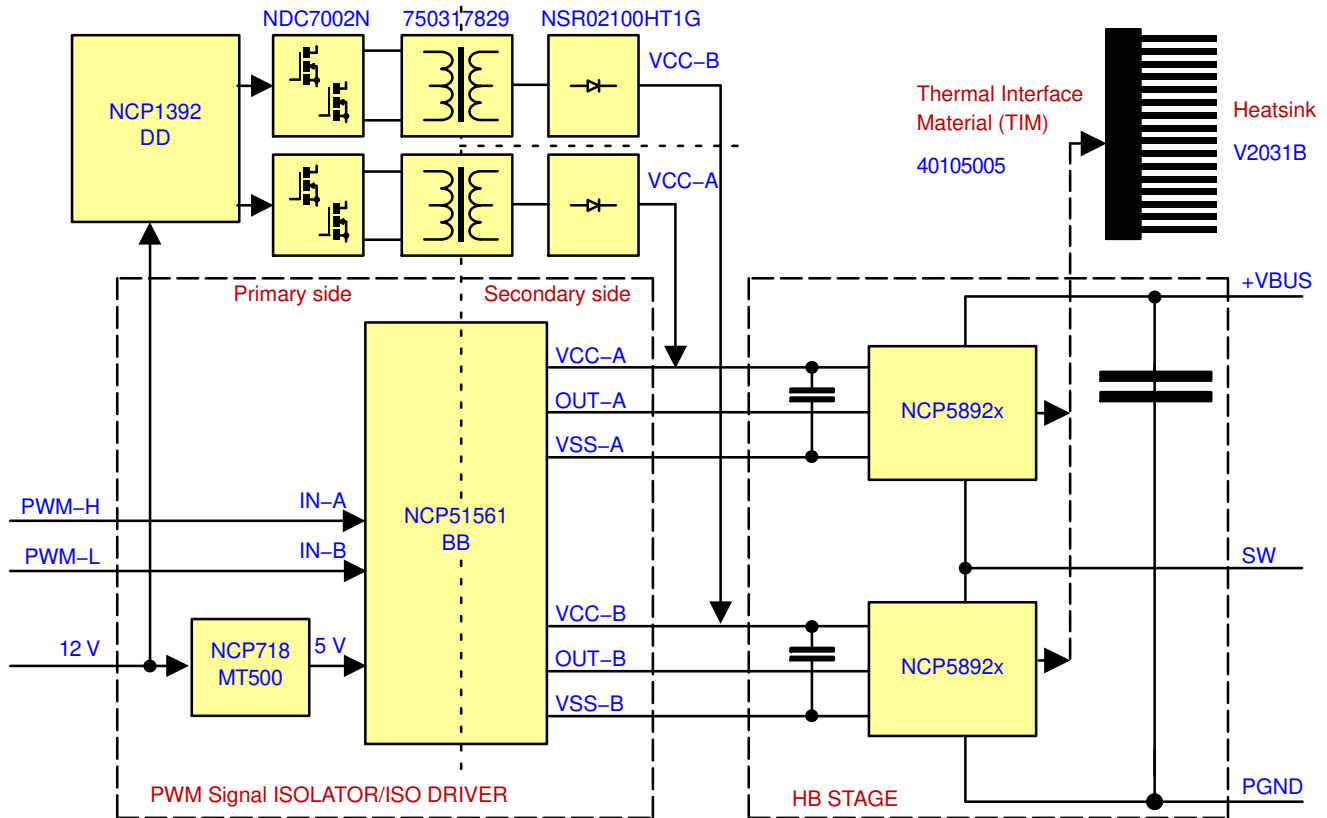 NDC7002N
750317829
NSR02100HT1G
VCC−B
NCP1392
DD
VCC−A
Thermal Interface
Material (TIM)
40105005
Heatsink
V2031B
Primary side
Secondary side
+VBUS
VCC−A
OUT−A
VSS−A
NCP5892x
PWM−H
IN−A
NCP51561
BB
PWM−L
IN−B
SW
12 V
NCP718
MT500
5 V
VCC−B
OUT−B
VSS−B
NCP5892x
PWM Signal ISOLATOR/ISO DRIVER
HB STAGE
PGND